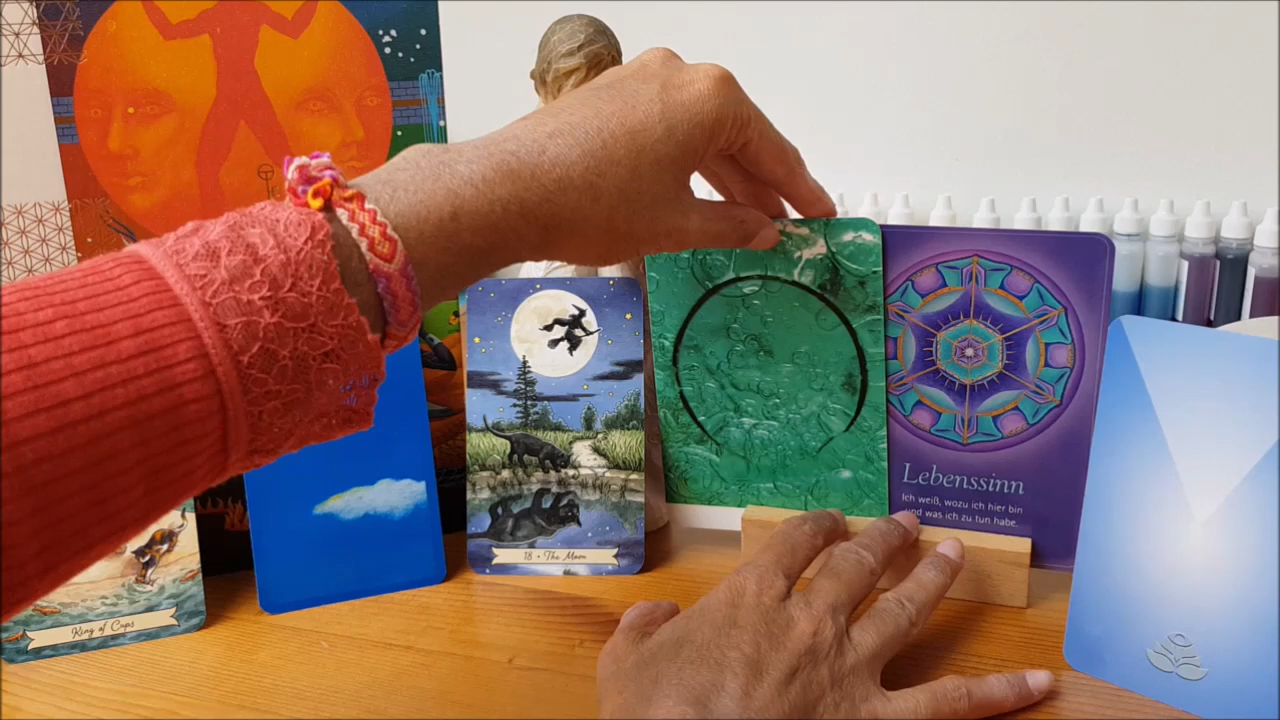 King of Cups
18 • The Moon
Lebenssinn
Ich weiß, wozu ich hier bin
und was ich zu tun habe.